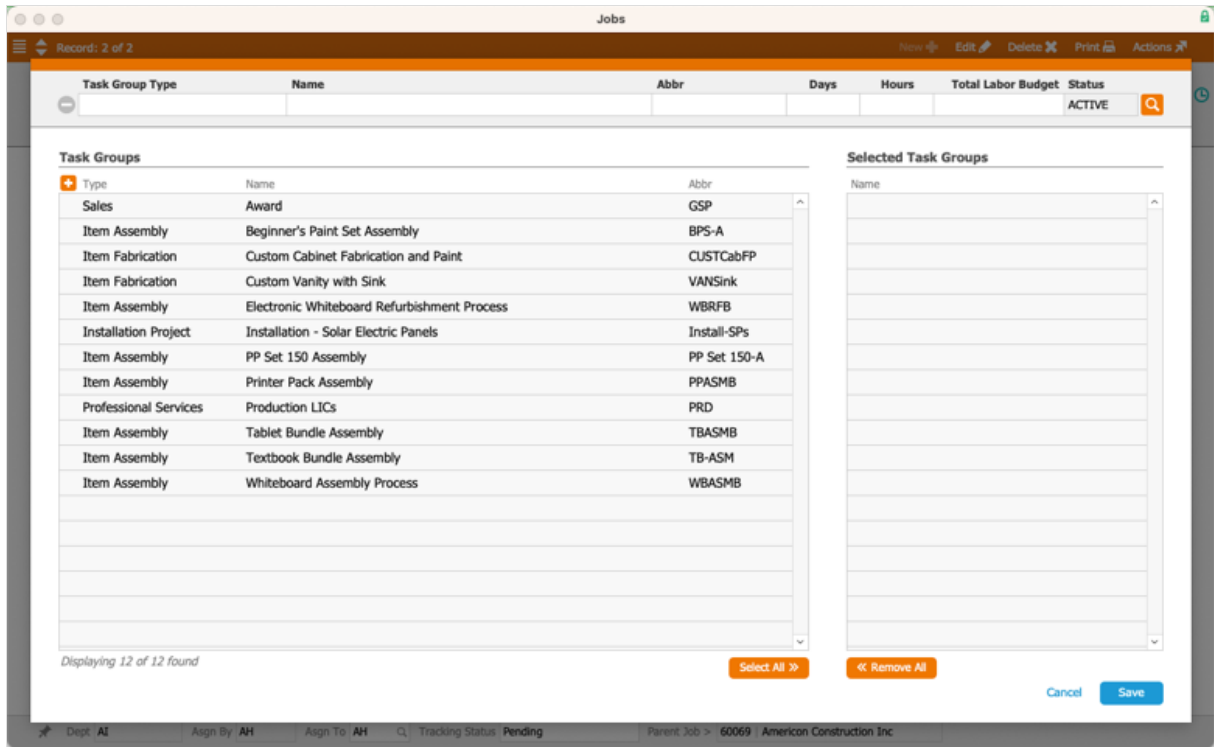 Jobs
Record: 2 of 2 New Edit Delete Print Actions
Task Group Type Name Abbr Days Hours Total Labor Budget Status
ACTIVE
Task Groups Selected Task Groups
Type Name Abbr Name
Sales Award GSP
Item Assembly Beginner's Paint Set Assembly BPS-A
Item Fabrication Custom Cabinet Fabrication and Paint CUSTCabFP
Item Fabrication Custom Vanity with Sink VANSink
Item Assembly Electronic Whiteboard Refurbishment Process WBRFB
Installation Project Installation - Solar Electric Panels Install-SPs
Item Assembly PP Set 150 Assembly PP Set 150-A
Item Assembly Printer Pack Assembly PPASMB
Professional Services Production LICs PRD
Item Assembly Tablet Bundle Assembly TBASMB
Item Assembly Textbook Bundle Assembly TB-ASM
Item Assembly Whiteboard Assembly Process WBASMB
Displaying 12 of 12 found Select All » « Remove All
Cancel Save
Dept AI Asgn By AH Asgn To AH Tracking Status Pending Parent Job > 60069 American Construction Inc